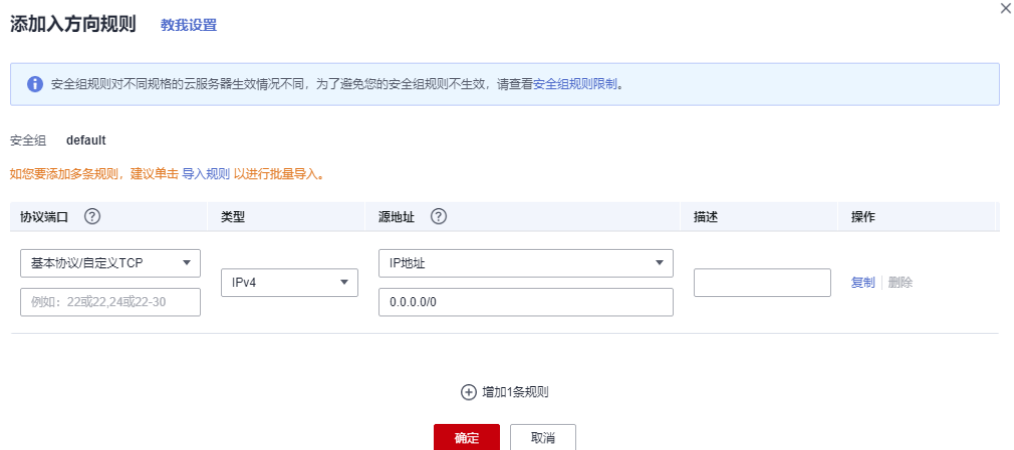 添加入方向规则 教我设置
安全组规则对不同规格的云服务器生效情况不同，为了避免您的安全组规则不生效，请查看安全组规则限制。
安全组 default
如您要添加多条规则，建议单击 导入规则 以进行批量导入。
协议端口 ? 类型 源地址 ? 描述 操作
基本协议/自定义TCP IP地址
IPv4 复制 删除
例如：22或22,24或22-30 0.0.0.0/0
增加1条规则
确定 取消